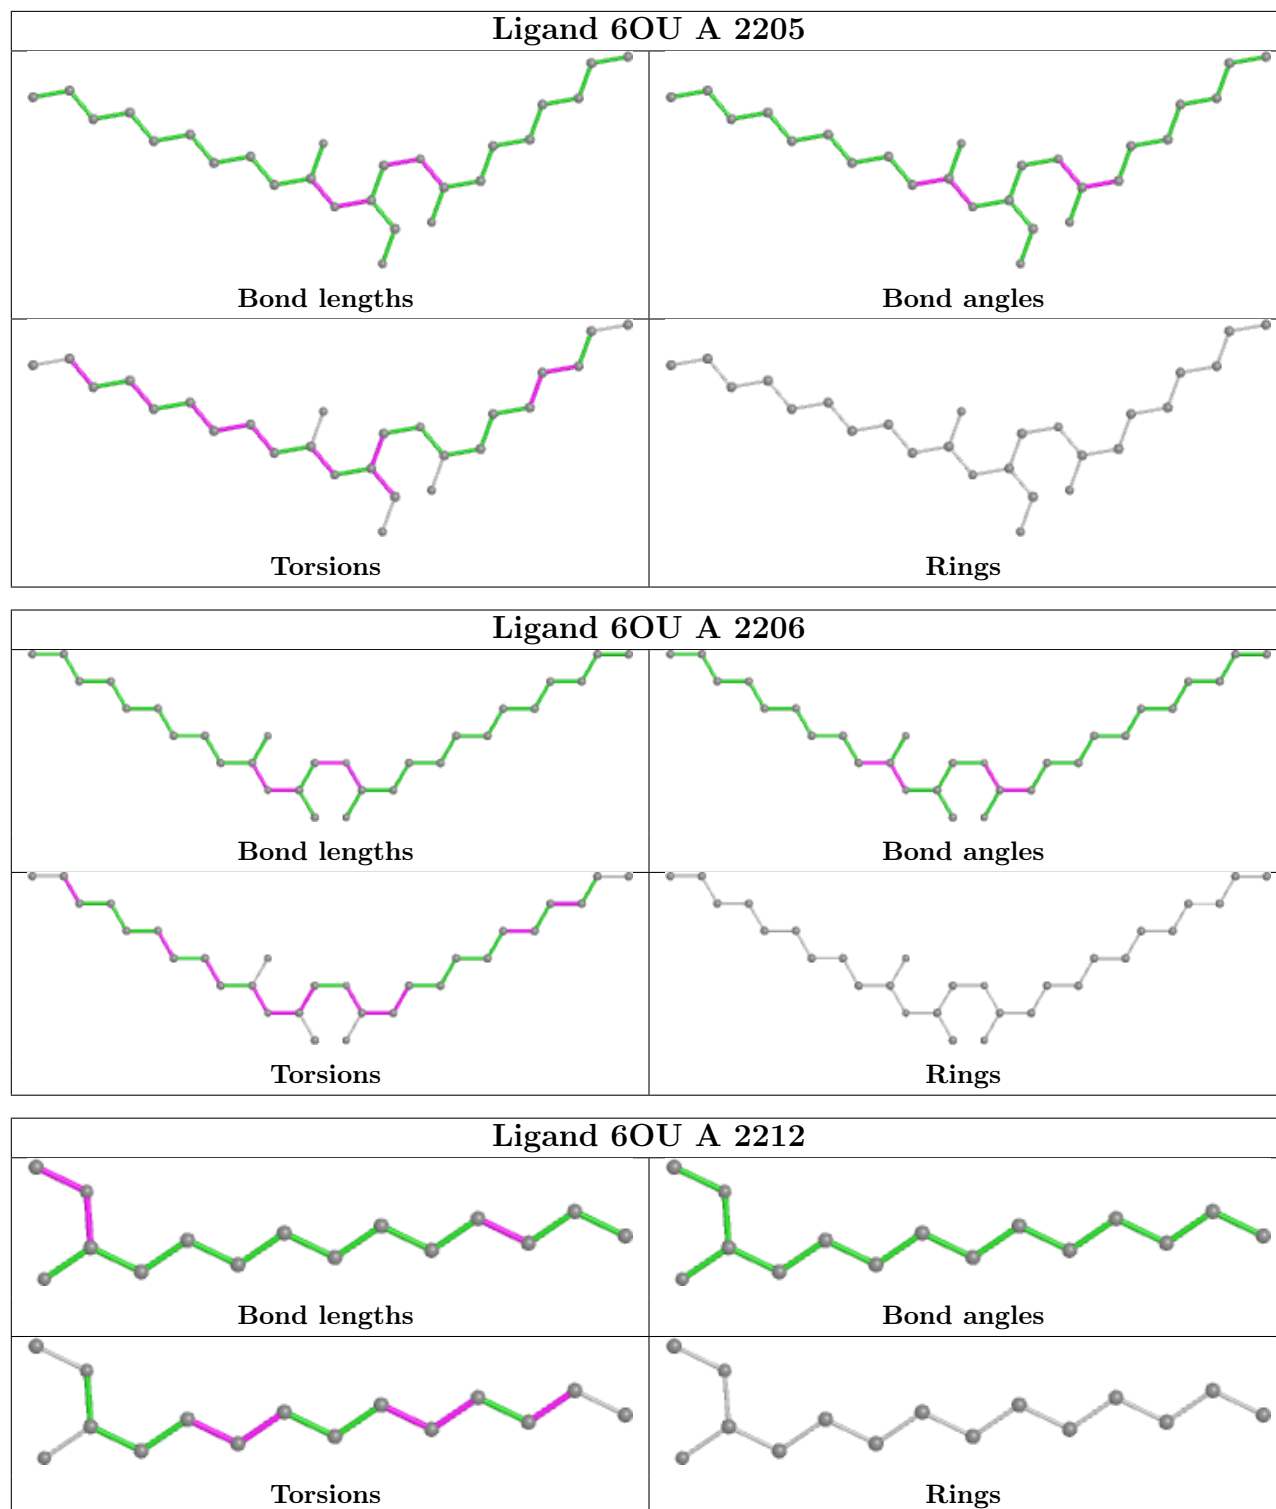 Ligand 6OU A 2205
Bond lengths
Bond angles
Torsions
Rings
Ligand 6OU A 2206
Bond lengths
Bond angles
Torsions
Rings
Ligand 6OU A 2212
Bond lengths
Bond angles
Torsions
Rings